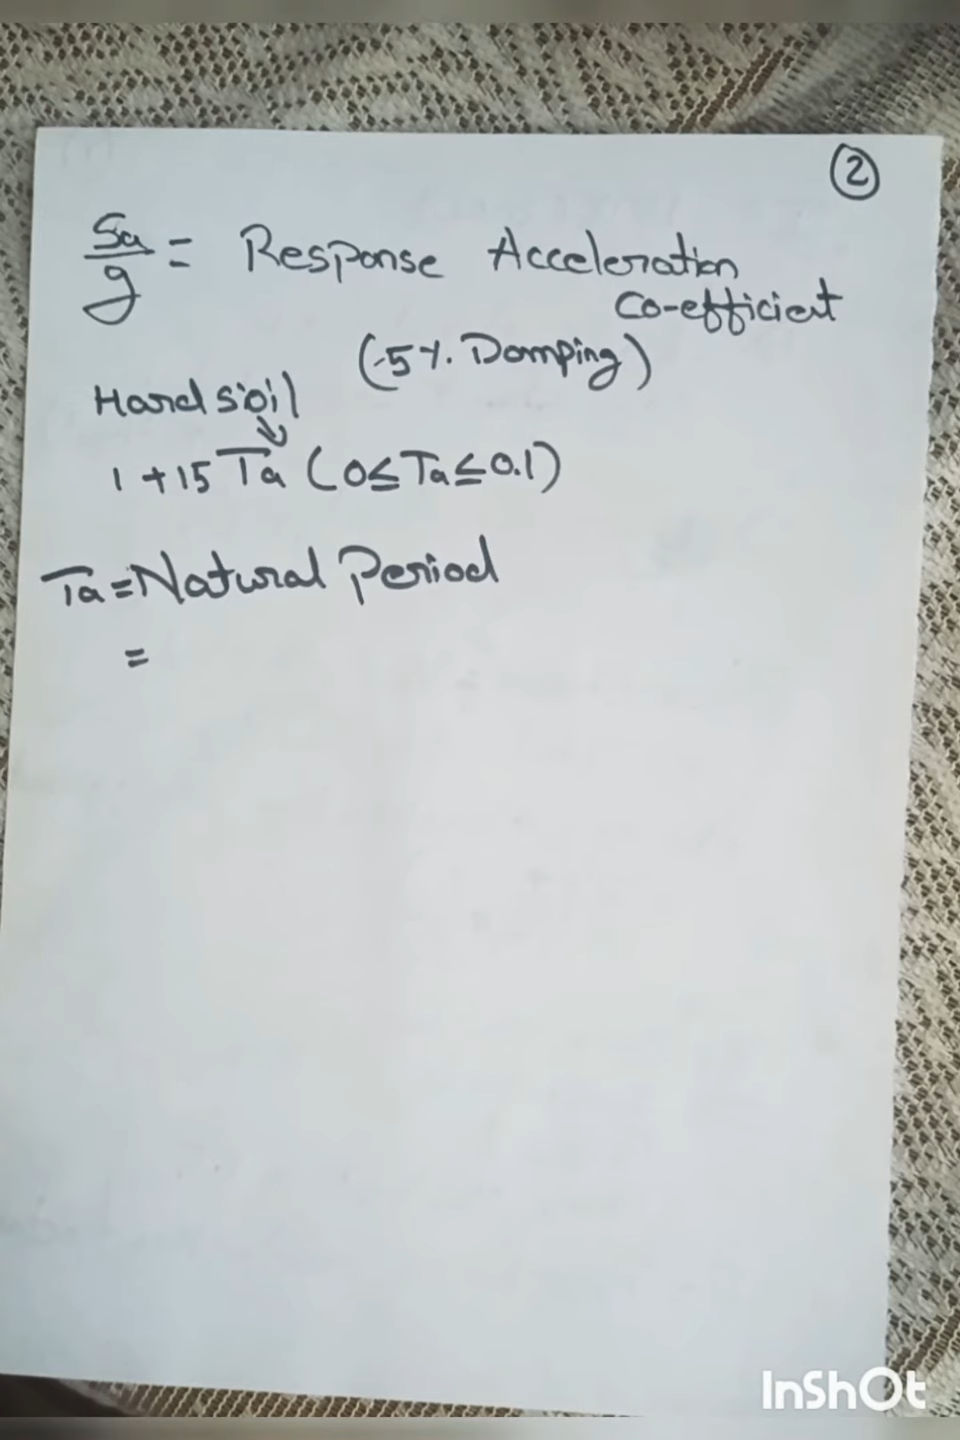 2
Sa/g = Response Acceleration
Co-efficient
(5%. Damping)
Hard soil
1 + 15 Ta (0 ≤ Ta ≤ 0.1)
Ta = Natural Period
=
InShOt